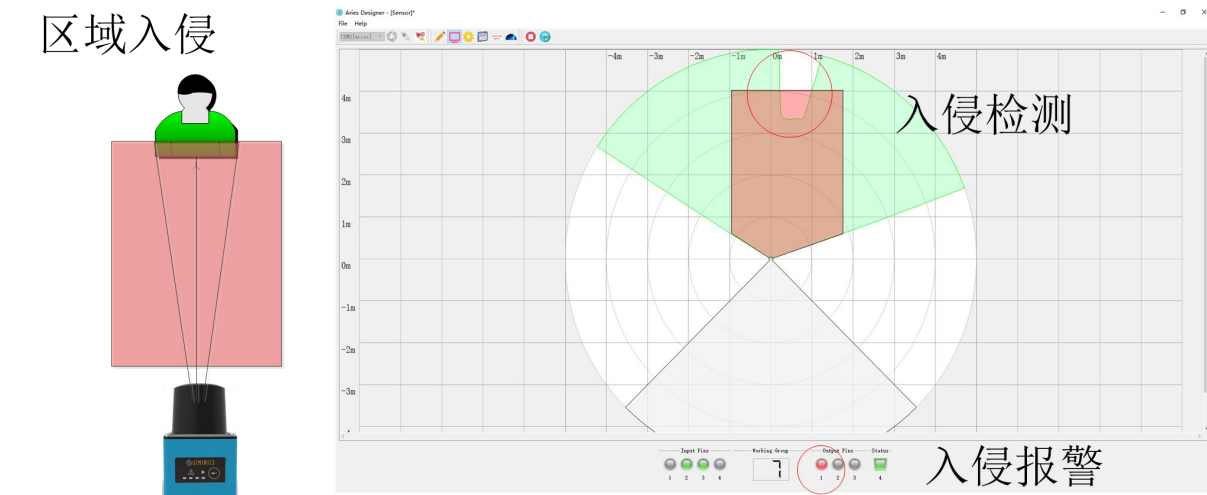 区域入侵
Aries Designer - [Sensor]*
File Help
-4m -3m -2m -1m 0m 1m 2m 3m 4m
4m
3m
2m
1m
0m
-1m
-2m
-3m
入侵检测
Input Pins Working Group Output Pins Status
1 2 3 4 7 1 2 3 4
入侵报警